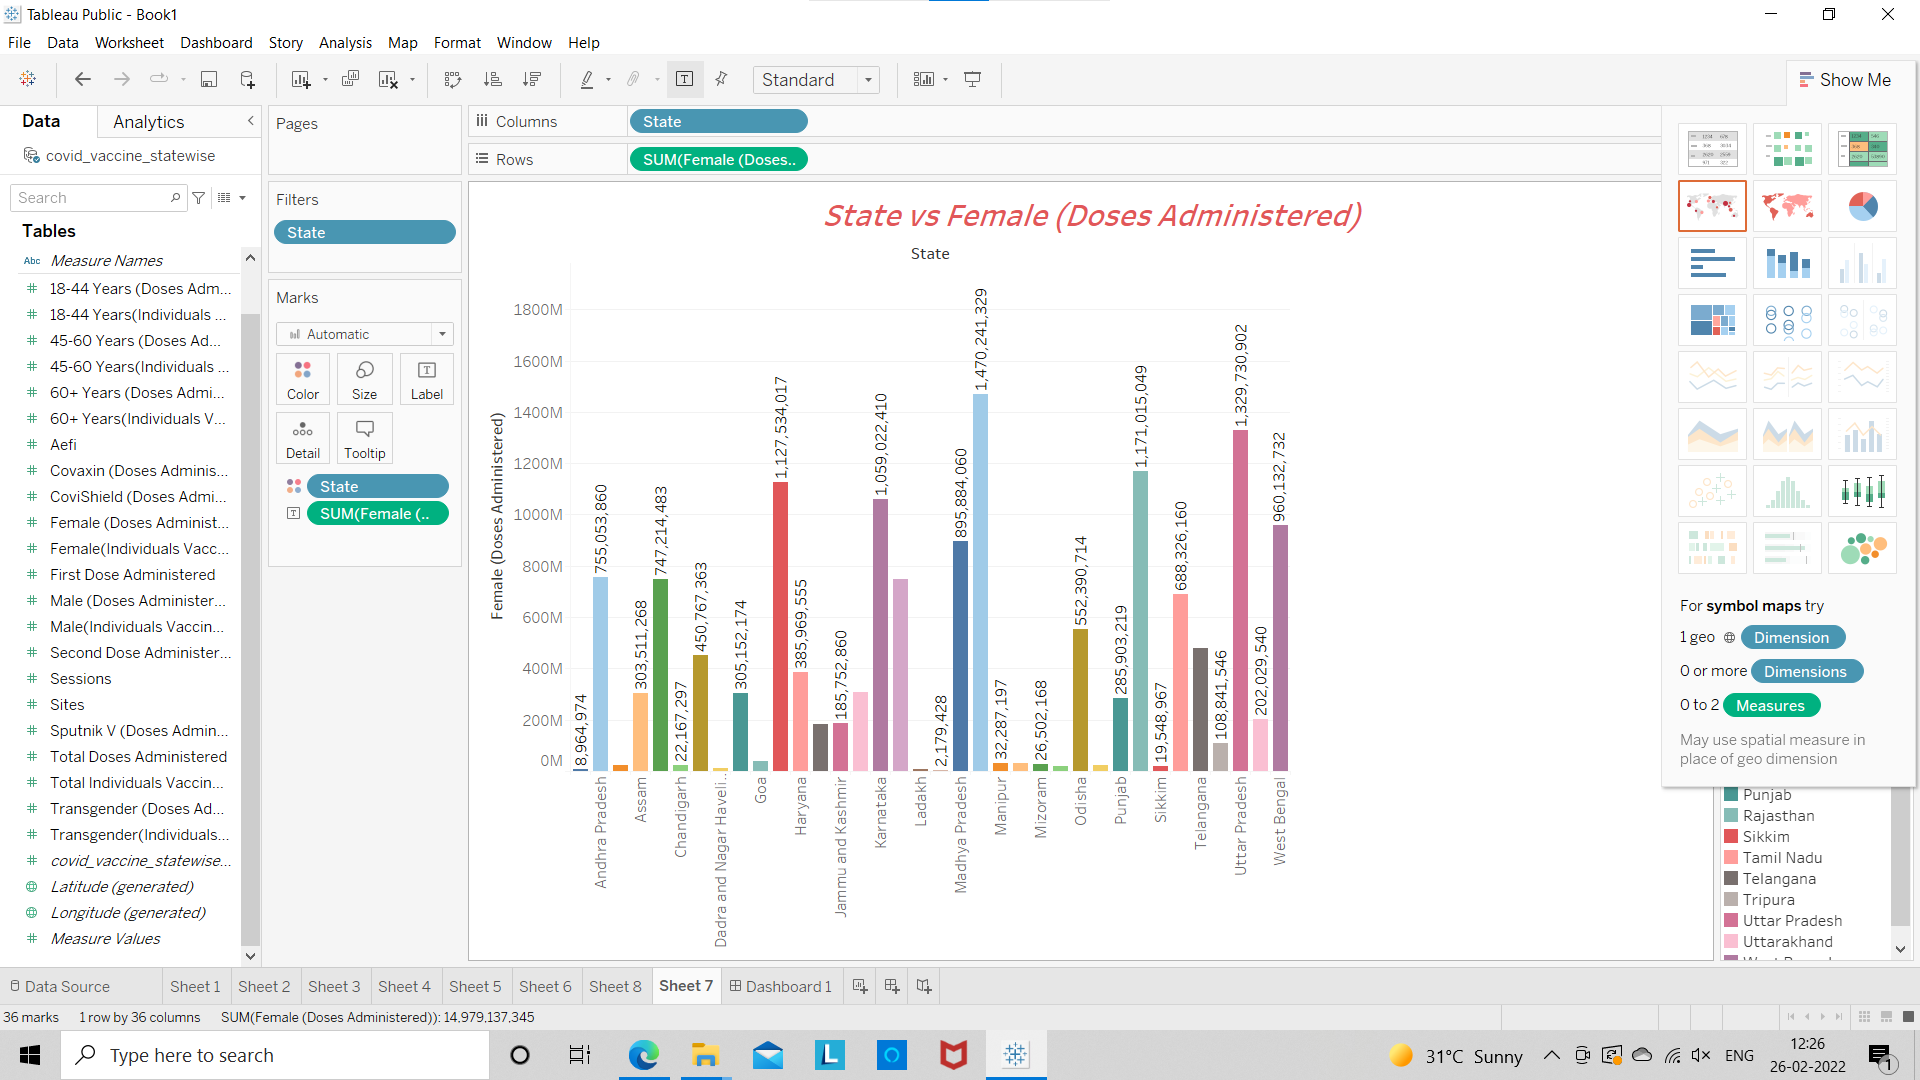 Tableau Public - Book1
File Data Worksheet Dashboard Story Analysis Map Format Window Help
Standard
Show Me
Data
Analytics
covid_vaccine_statewise
Search
Tables
Abc Measure Names
18-44 Years (Doses Adm...
18-44 Years(Individuals ...
45-60 Years (Doses Ad...
45-60 Years(Individuals ...
60+ Years (Doses Admi...
60+ Years(Individuals V...
Aefi
Covaxin (Doses Adminis...
CoviShield (Doses Admi...
Female (Doses Administ...
Female(Individuals Vacc...
First Dose Administered
Male (Doses Administer...
Male(Individuals Vaccin...
Second Dose Administer...
Sessions
Sites
Sputnik V (Doses Admin...
Total Doses Administered
Total Individuals Vaccin...
Transgender (Doses Ad...
Transgender(Individuals...
covid_vaccine_statewise...
Latitude (generated)
Longitude (generated)
Measure Values
Pages
Filters
State
Marks
Automatic
Color Size Label
Detail Tooltip
State
SUM(Female (..
Columns State
Rows SUM(Female (Doses..
State vs Female (Doses Administered)
State
Female (Doses Administered)
1800M
1600M
1400M
1200M
1000M
800M
600M
400M
200M
0M
8,964,974
755,053,860
303,511,268
747,214,483
22,167,297
450,767,363
305,152,174
1,127,534,017
385,969,555
185,752,860
1,059,022,410
2,179,428
895,884,060
1,470,241,329
32,287,197
26,502,168
552,390,714
285,903,219
1,171,015,049
19,548,967
688,326,160
108,841,546
1,329,730,902
202,029,540
960,132,732
Andhra Pradesh
Assam
Chandigarh
Dadra and Nagar Haveli..
Goa
Haryana
Jammu and Kashmir
Karnataka
Ladakh
Madhya Pradesh
Manipur
Mizoram
Odisha
Punjab
Sikkim
Telangana
Uttar Pradesh
West Bengal
For symbol maps try
1 geo Dimension
0 or more Dimensions
0 to 2 Measures
May use spatial measure in
place of geo dimension
Punjab
Rajasthan
Sikkim
Tamil Nadu
Telangana
Tripura
Uttar Pradesh
Uttarakhand
Data Source Sheet 1 Sheet 2 Sheet 3 Sheet 4 Sheet 5 Sheet 6 Sheet 8 Sheet 7 Dashboard 1
36 marks 1 row by 36 columns SUM(Female (Doses Administered)): 14,979,137,345
Type here to search
L
31°C Sunny
ENG
12:26
26-02-2022
1